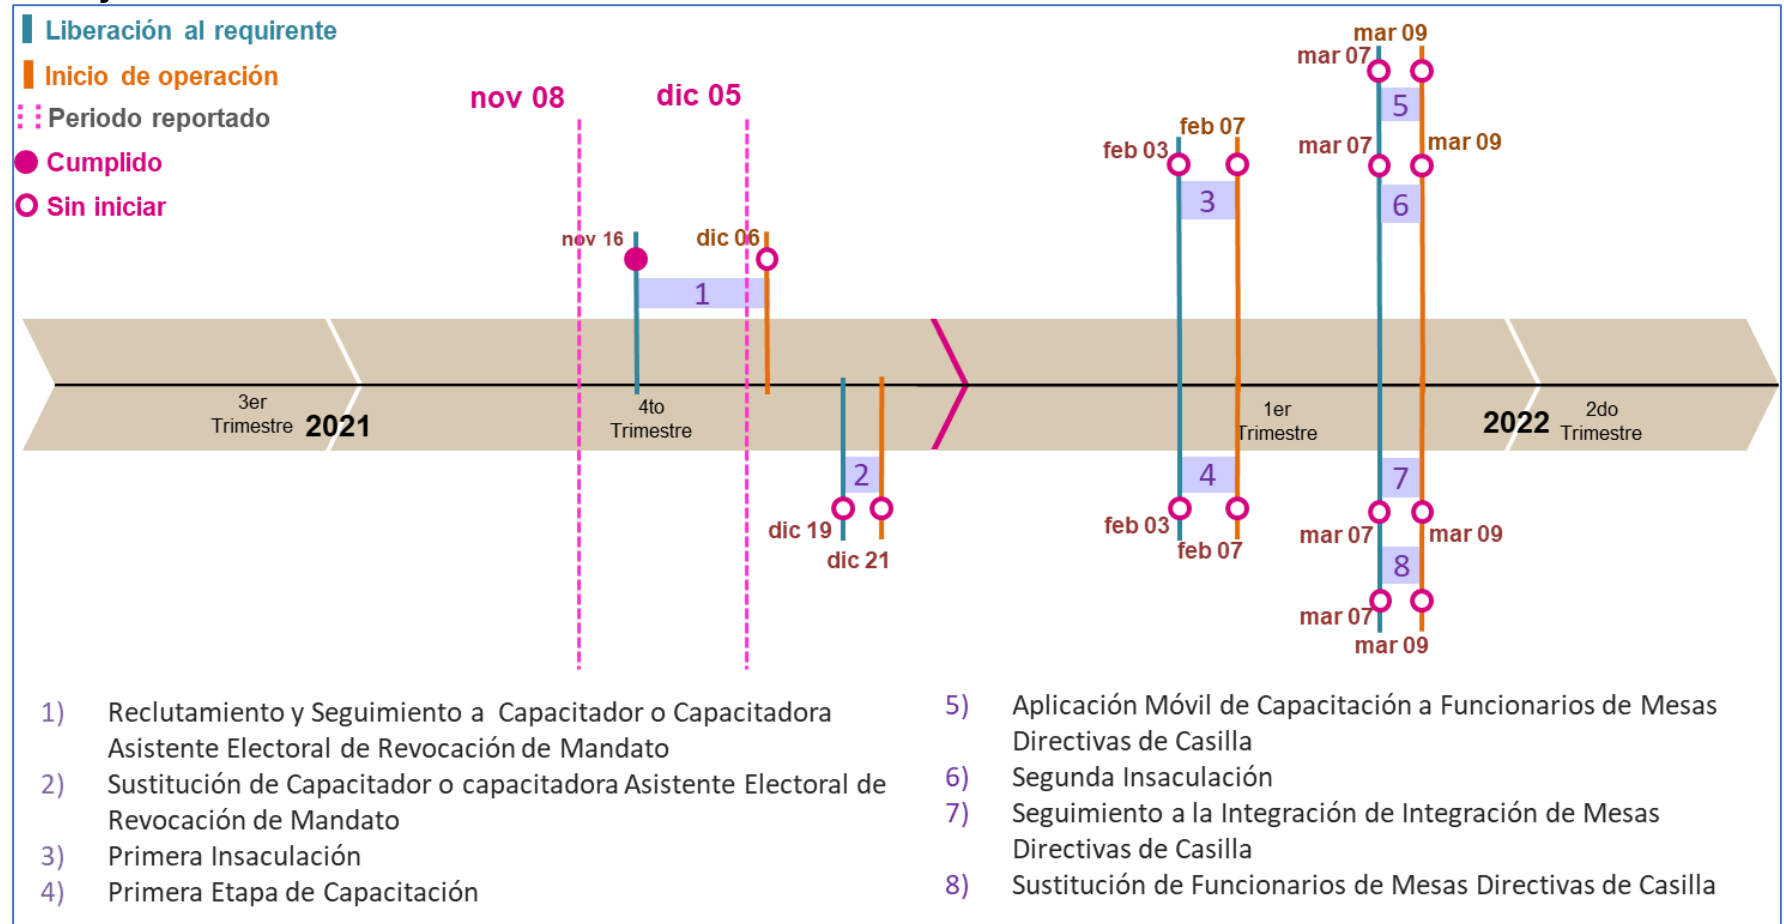 Liberación al requirente
Inicio de operación
Periodo reportado
Cumplido
Sin iniciar
nov 08
dic 05
nov 16
dic 06
1
feb 03
feb 07
3
mar 09
mar 07
5
mar 07
mar 09
6
3er
Trimestre
2021
4to
Trimestre
1er
Trimestre
2022
2do
Trimestre
2
dic 19
dic 21
4
feb 03
feb 07
7
mar 07
mar 09
8
mar 07
mar 09
1) Reclutamiento y Seguimiento a Capacitador o Capacitadora
Asistente Electoral de Revocación de Mandato
2) Sustitución de Capacitador o capacitadora Asistente Electoral de
Revocación de Mandato
3) Primera Insaculación
4) Primera Etapa de Capacitación
5) Aplicación Móvil de Capacitación a Funcionarios de Mesas
Directivas de Casilla
6) Segunda Insaculación
7) Seguimiento a la Integración de Integración de Mesas
Directivas de Casilla
8) Sustitución de Funcionarios de Mesas Directivas de Casilla